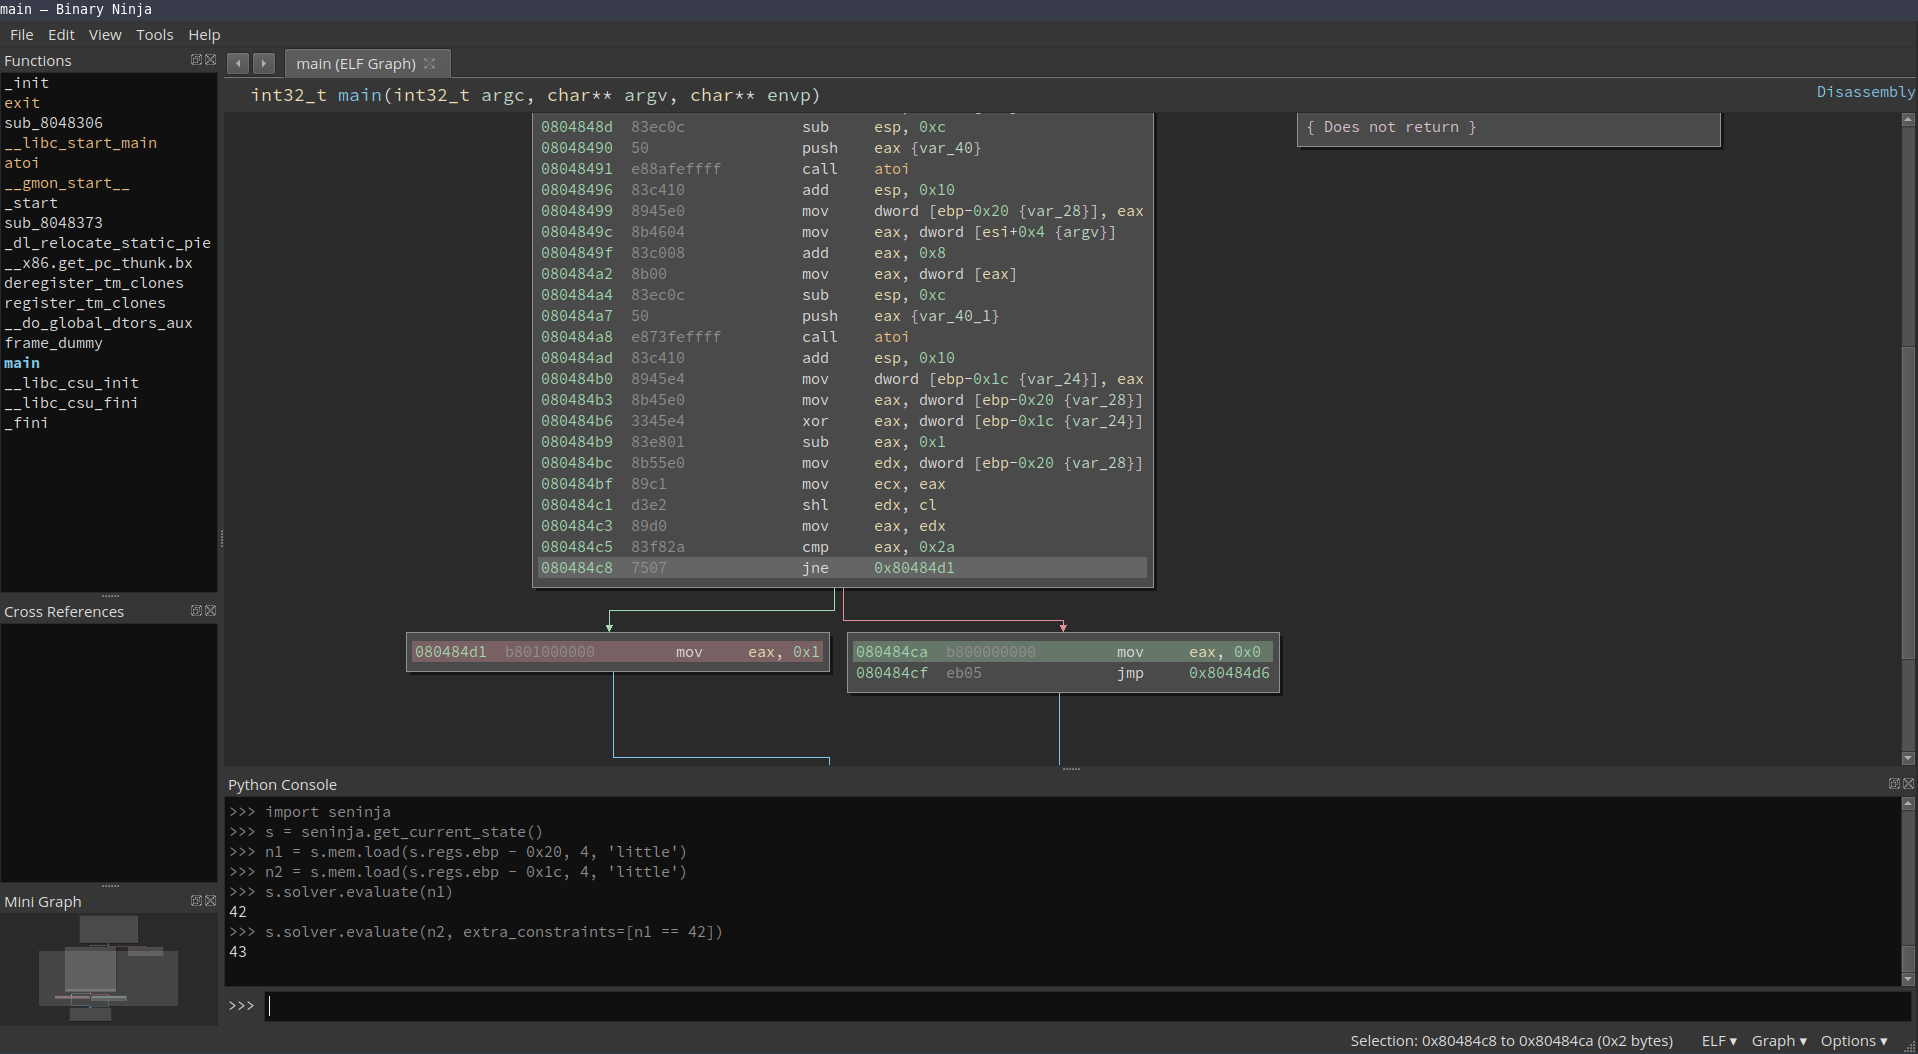 main — Binary Ninja
File Edit View Tools Help
Functions
_init
exit
sub_8048306
__libc_start_main
atoi
__gmon_start__
_start
sub_8048373
_dl_relocate_static_pie
__x86.get_pc_thunk.bx
deregister_tm_clones
register_tm_clones
__do_global_dtors_aux
frame_dummy
main
__libc_csu_init
__libc_csu_fini
_fini
Cross References
Mini Graph
main (ELF Graph)
int32_t main(int32_t argc, char** argv, char** envp)
Disassembly
0804848d 83ec0c sub esp, 0xc
08048490 50 push eax {var_40}
08048491 e88afeffff call atoi
08048496 83c410 add esp, 0x10
08048499 8945e0 mov dword [ebp-0x20 {var_28}], eax
0804849c 8b4604 mov eax, dword [esi+0x4 {argv}]
0804849f 83c008 add eax, 0x8
080484a2 8b00 mov eax, dword [eax]
080484a4 83ec0c sub esp, 0xc
080484a7 50 push eax {var_40_1}
080484a8 e873feffff call atoi
080484ad 83c410 add esp, 0x10
080484b0 8945e4 mov dword [ebp-0x1c {var_24}], eax
080484b3 8b45e0 mov eax, dword [ebp-0x20 {var_28}]
080484b6 3345e4 xor eax, dword [ebp-0x1c {var_24}]
080484b9 83e801 sub eax, 0x1
080484bc 8b55e0 mov edx, dword [ebp-0x20 {var_28}]
080484bf 89c1 mov ecx, eax
080484c1 d3e2 shl edx, cl
080484c3 89d0 mov eax, edx
080484c5 83f82a cmp eax, 0x2a
080484c8 7507 jne 0x80484d1
{ Does not return }
080484d1 b801000000 mov eax, 0x1
080484ca b800000000 mov eax, 0x0
080484cf eb05 jmp 0x80484d6
Python Console
>>> import seninja
>>> s = seninja.get_current_state()
>>> n1 = s.mem.load(s.regs.ebp - 0x20, 4, 'little')
>>> n2 = s.mem.load(s.regs.ebp - 0x1c, 4, 'little')
>>> s.solver.evaluate(n1)
42
>>> s.solver.evaluate(n2, extra_constraints=[n1 == 42])
43
>>>
Selection: 0x80484c8 to 0x80484ca (0x2 bytes) ELF ▾ Graph ▾ Options ▾